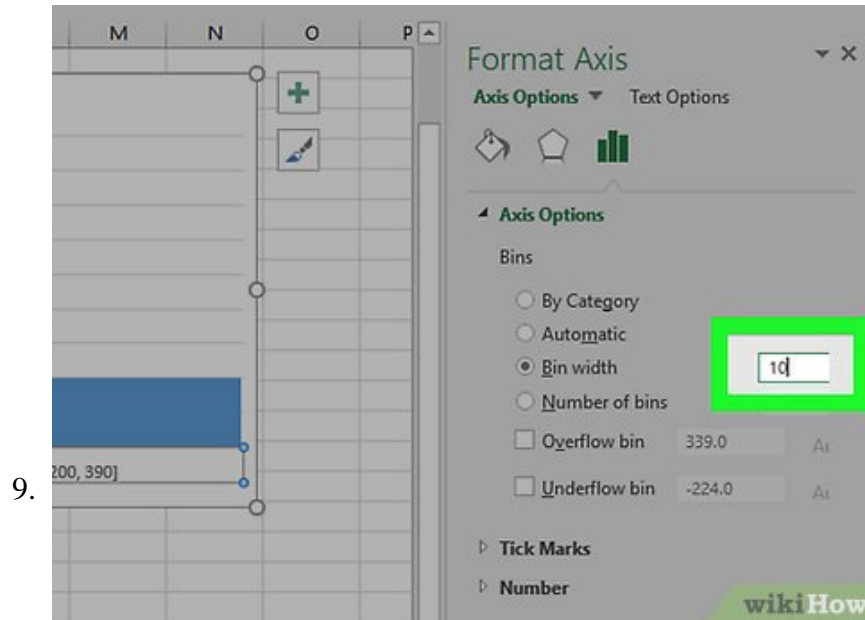 M N O P
Format Axis
Axis Options Text Options
Axis Options
Bins
By Category
Automatic
Bin width 10
Number of bins
Overflow bin 339.0
Underflow bin -224.0
200, 390]
9.
Tick Marks
Number
wikiHow